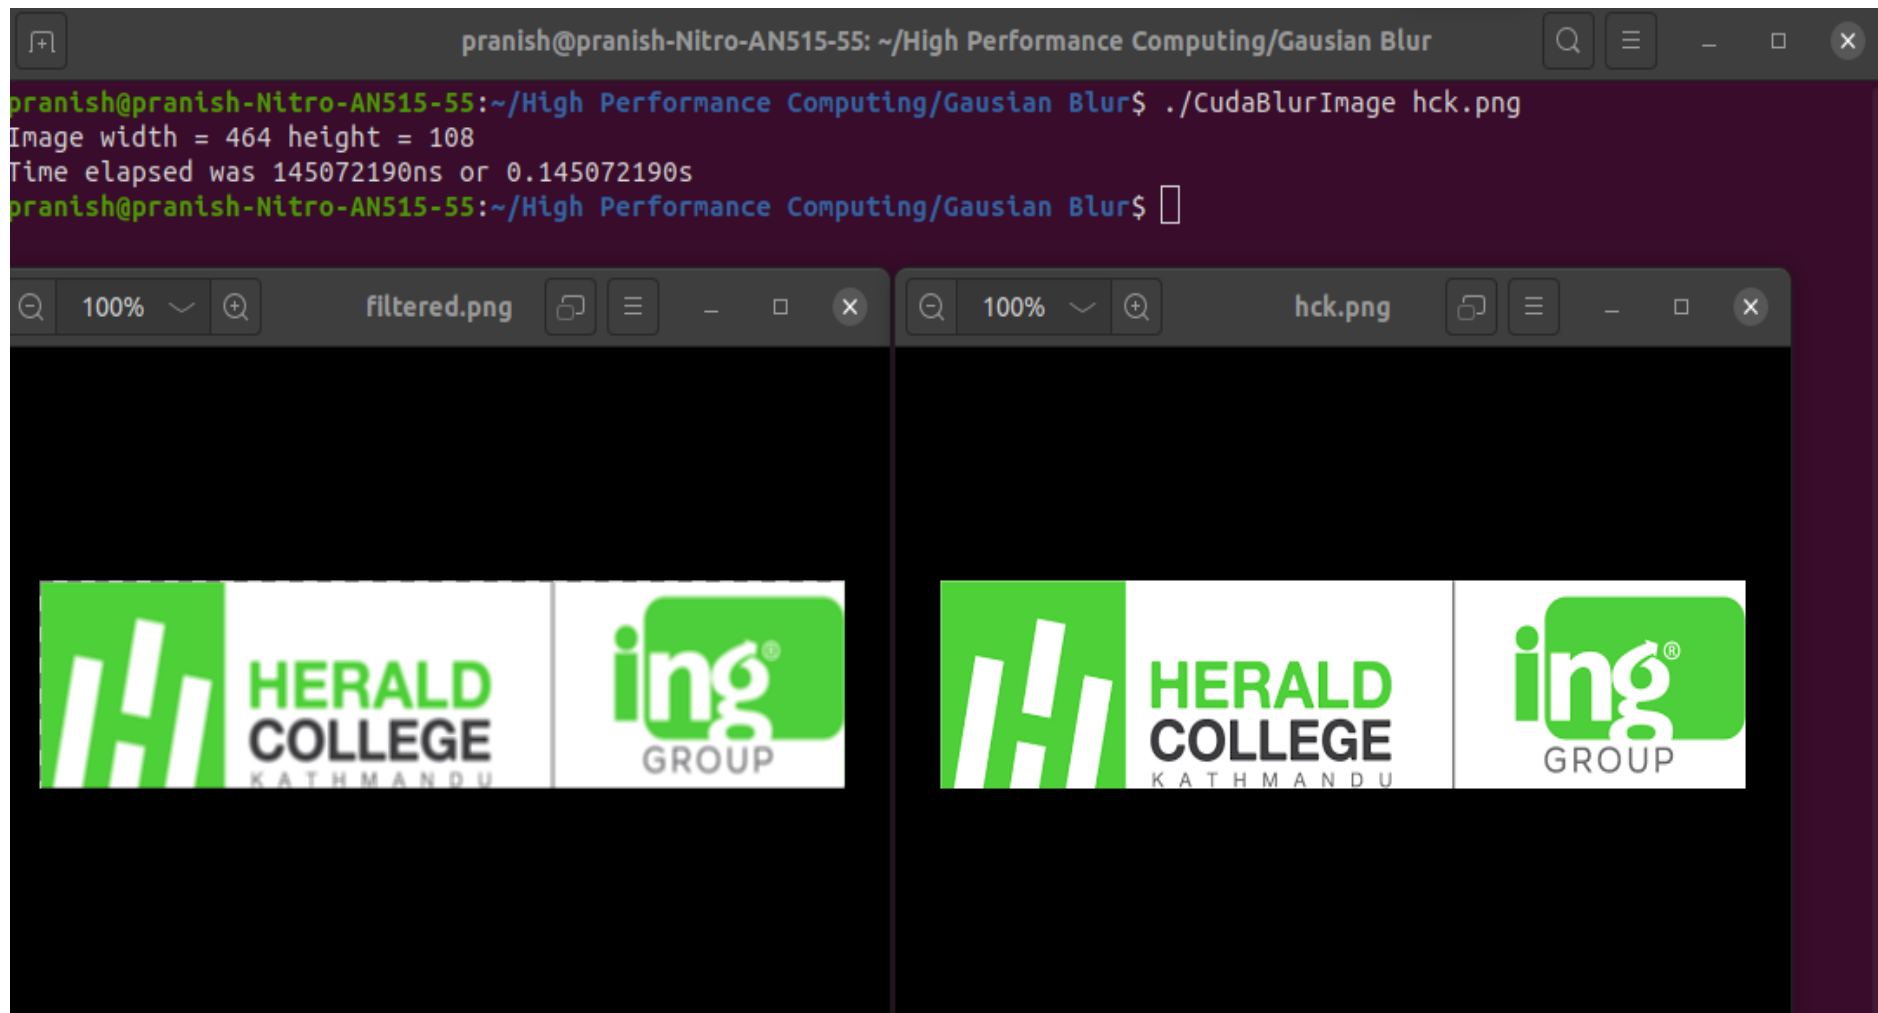 pranish@pranish-Nitro-AN515-55: ~/High Performance Computing/Gausian Blur
pranish@pranish-Nitro-AN515-55:~/High Performance Computing/Gausian Blur$ ./CudaBlurImage hck.png
Image width = 464 height = 108
Time elapsed was 145072190ns or 0.145072190s
pranish@pranish-Nitro-AN515-55:~/High Performance Computing/Gausian Blur$
100% filtered.png
HERALD
COLLEGE
KATHMANDU
ing®
GROUP
100% hck.png
HERALD
COLLEGE
KATHMANDU
ing®
GROUP